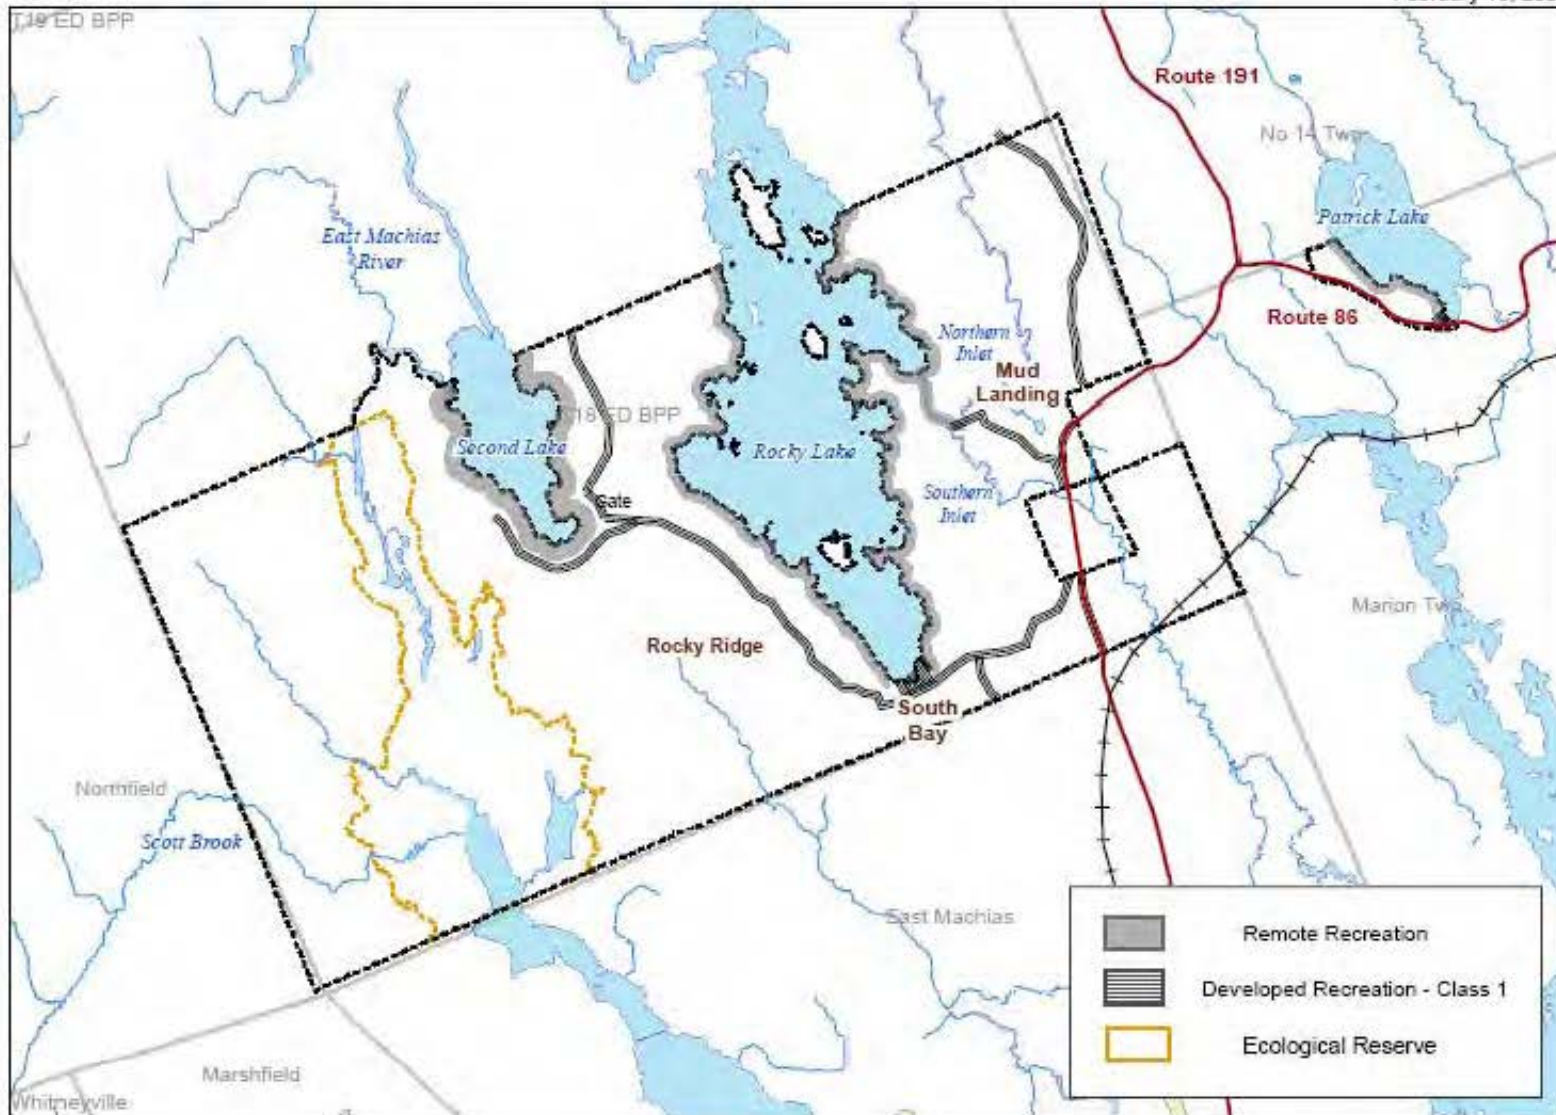 T19 ED BPP
Route 191
No 14 Twp
Patrick Lake
East Machias
River
Northern
Inlet
Route 86
Mud
Landing
18 ED BPP
Second Lake
Rocky Lake
Gate
Southern
Inlet
Marion Twp
Rocky Ridge
South
Bay
Northfield
Scott Brook
East Machias
Remote Recreation
Developed Recreation - Class 1
Ecological Reserve
Marshfield
Whitneyville